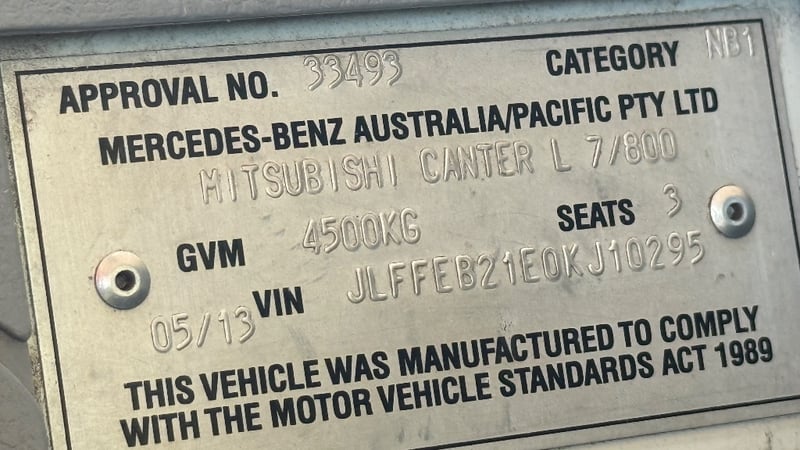 APPROVAL NO. 33493 CATEGORY NB1
MERCEDES-BENZ AUSTRALIA/PACIFIC PTY LTD
MITSUBISHI CANTER L 7/800
GVM 4500KG SEATS 3
05/13 VIN JLFFEB21E0KJ10295
THIS VEHICLE WAS MANUFACTURED TO COMPLY
WITH THE MOTOR VEHICLE STANDARDS ACT 1989